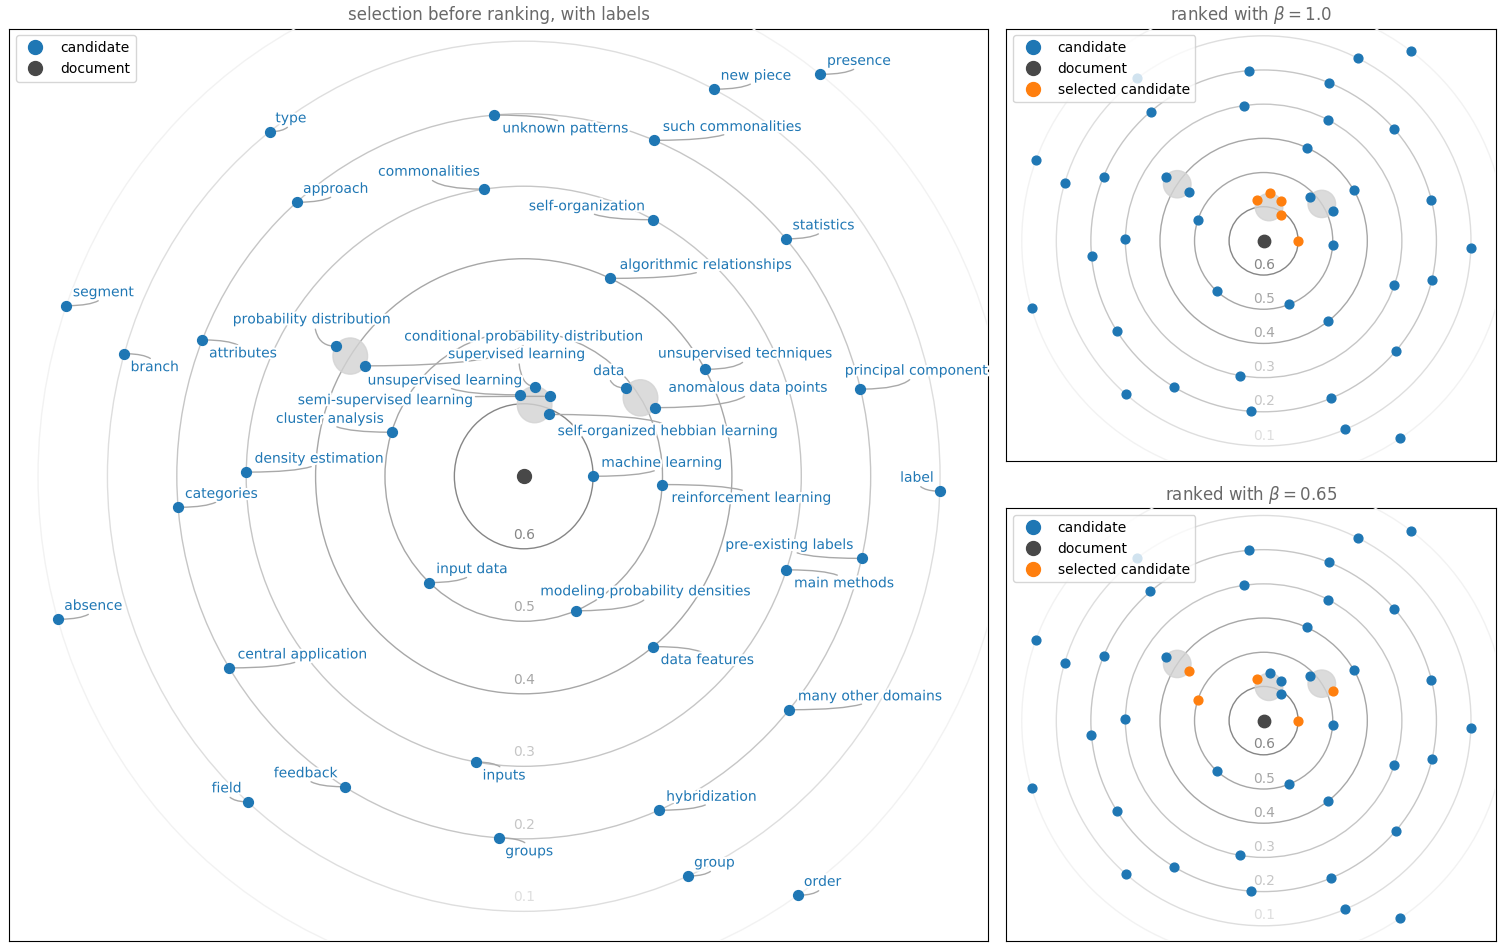 selection before ranking, with labels
candidate
document
presence
new piece
type
unknown patterns
such commonalities
commonalities
approach
self-organization
statistics
algorithmic relationships
segment
probability distribution
conditional probability distribution
supervised learning
unsupervised techniques
attributes
branch
data
principal component
unsupervised learning
anomalous data points
semi-supervised learning
cluster analysis
self-organized hebbian learning
density estimation
machine learning
label
categories
reinforcement learning
0.6
pre-existing labels
input data
main methods
modeling probability densities
absence
0.5
central application
data features
0.4
many other domains
0.3
feedback
inputs
field
hybridization
0.2
groups
group
order
0.1
ranked with β = 1.0
candidate
document
selected candidate
0.6
0.5
0.4
0.3
0.2
0.1
ranked with β = 0.65
candidate
document
selected candidate
0.6
0.5
0.4
0.3
0.2
0.1